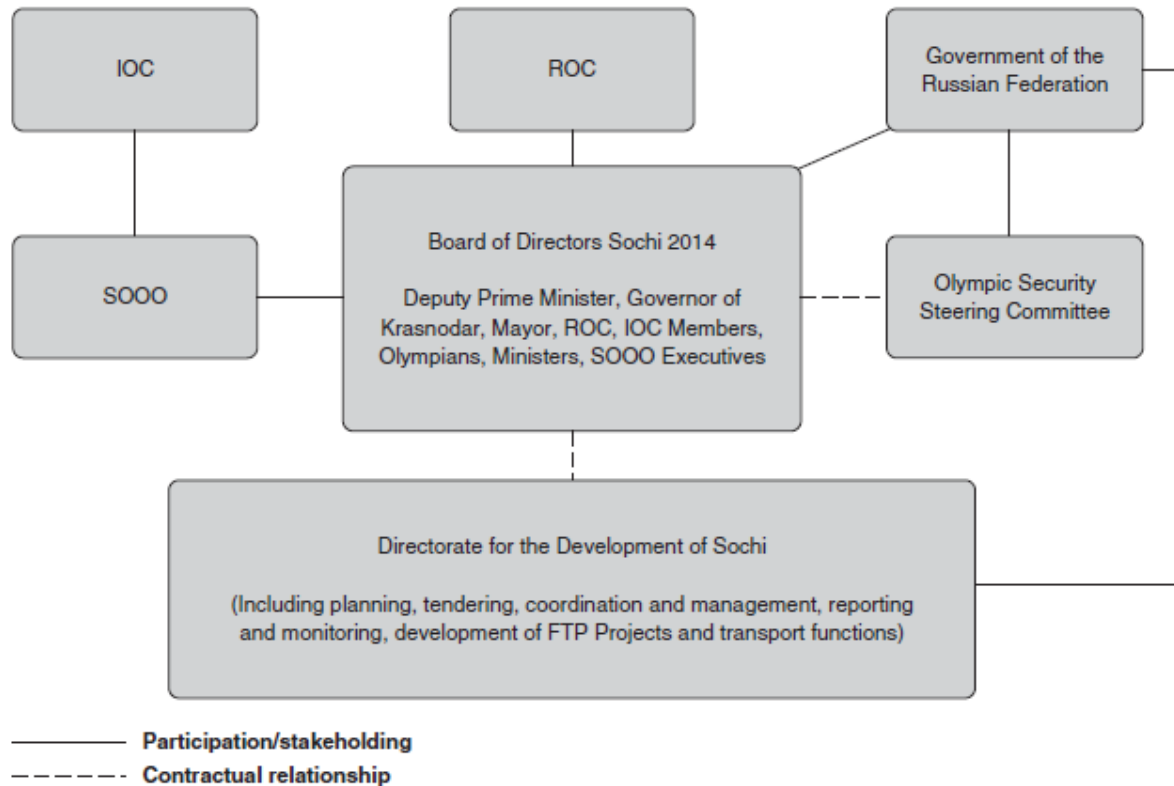 IOC
ROC
Government of the
Russian Federation
SOOO
Board of Directors Sochi 2014
Deputy Prime Minister, Governor of
Krasnodar, Mayor, ROC, IOC Members,
Olympians, Ministers, SOOO Executives
Olympic Security
Steering Committee
Directorate for the Development of Sochi
(Including planning, tendering, coordination and management, reporting
and monitoring, development of FTP Projects and transport functions)
Participation/stakeholding
Contractual relationship